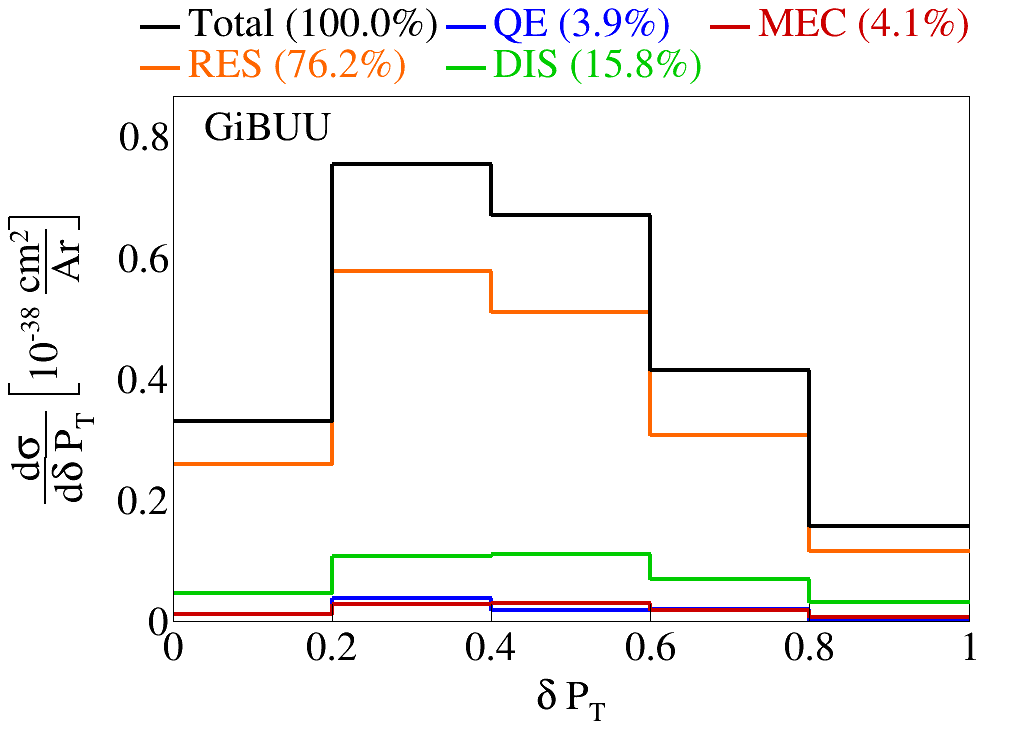 Total (100.0%) QE (3.9%) MEC (4.1%)
RES (76.2%) DIS (15.8%)
GiBUU
0.8
0.6
0.4
0.2
0
0 0.2 0.4 0.6 0.8 1
δ P_T
dσ/dδ P_T [10^-38 cm^2/Ar]